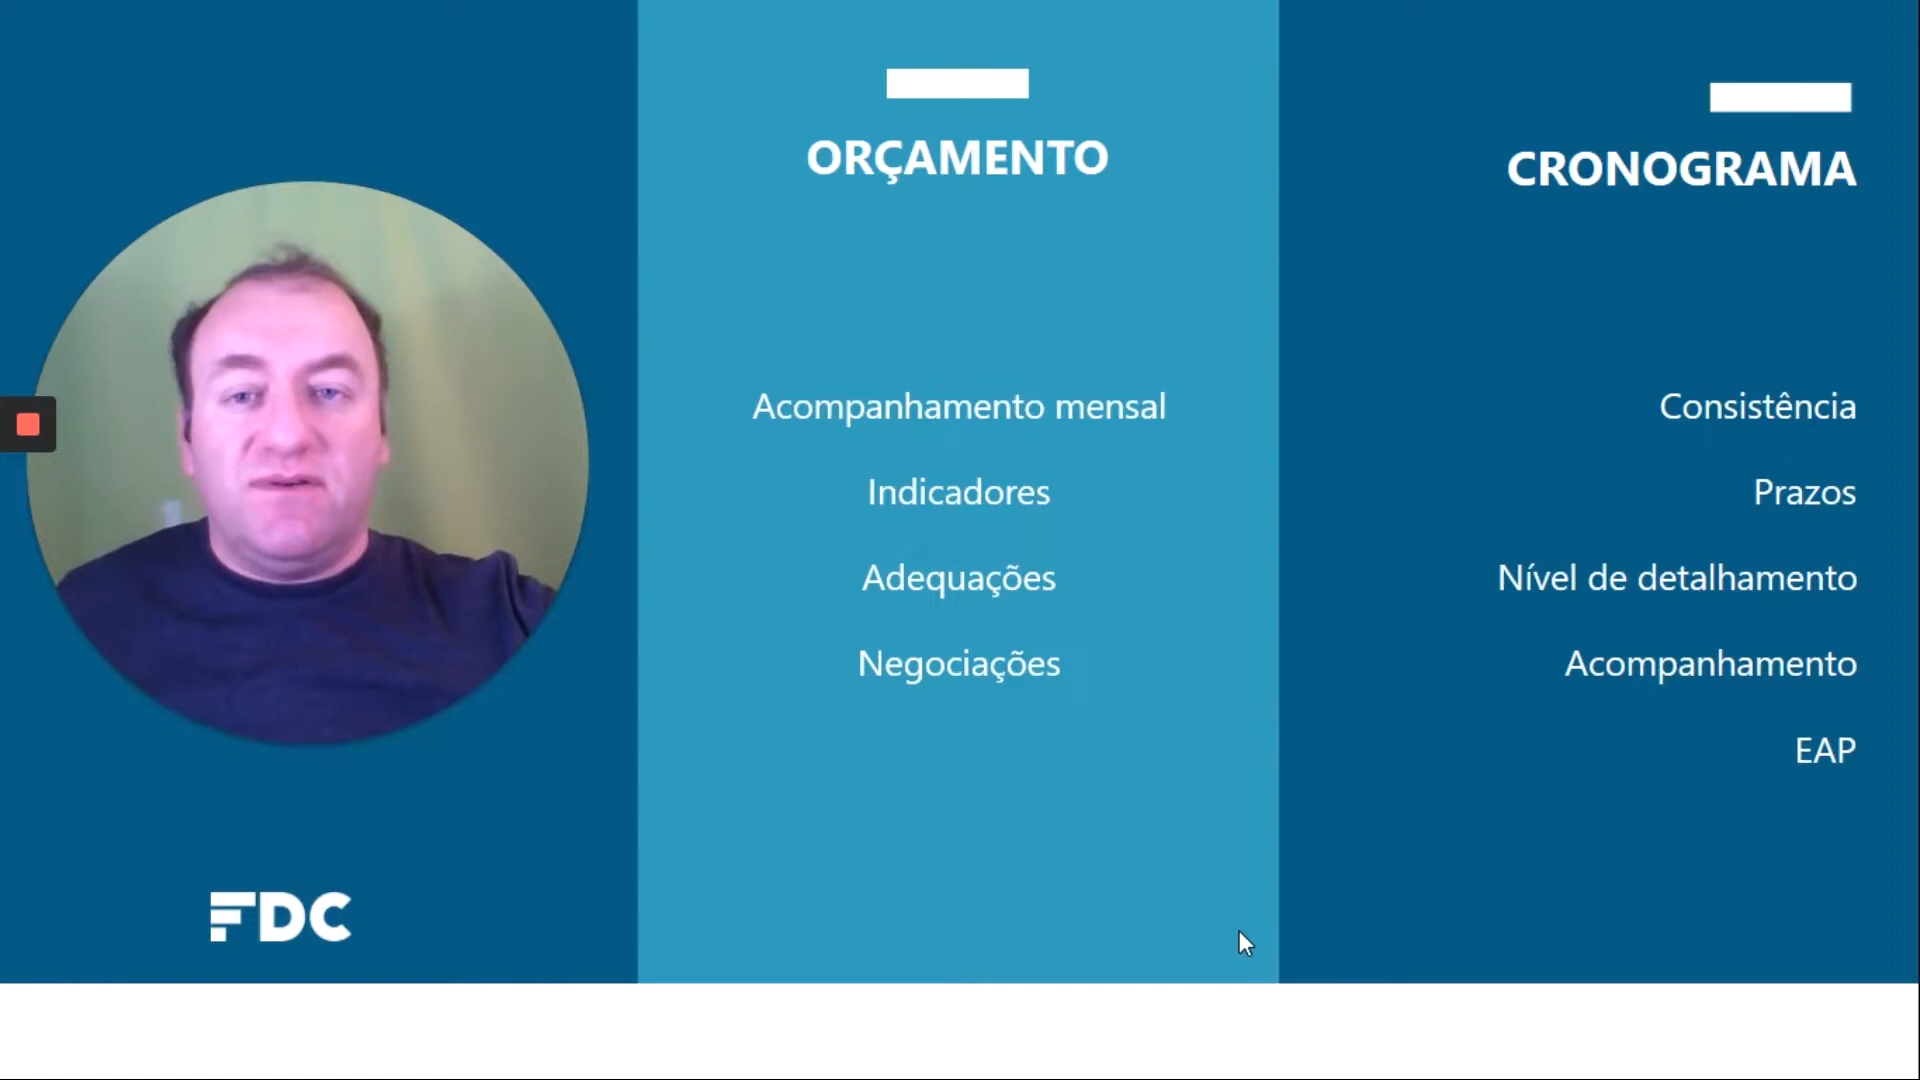 ORÇAMENTO
Acompanhamento mensal
Indicadores
Adequações
Negociações
CRONOGRAMA
Consistência
Prazos
Nível de detalhamento
Acompanhamento
EAP
FDC